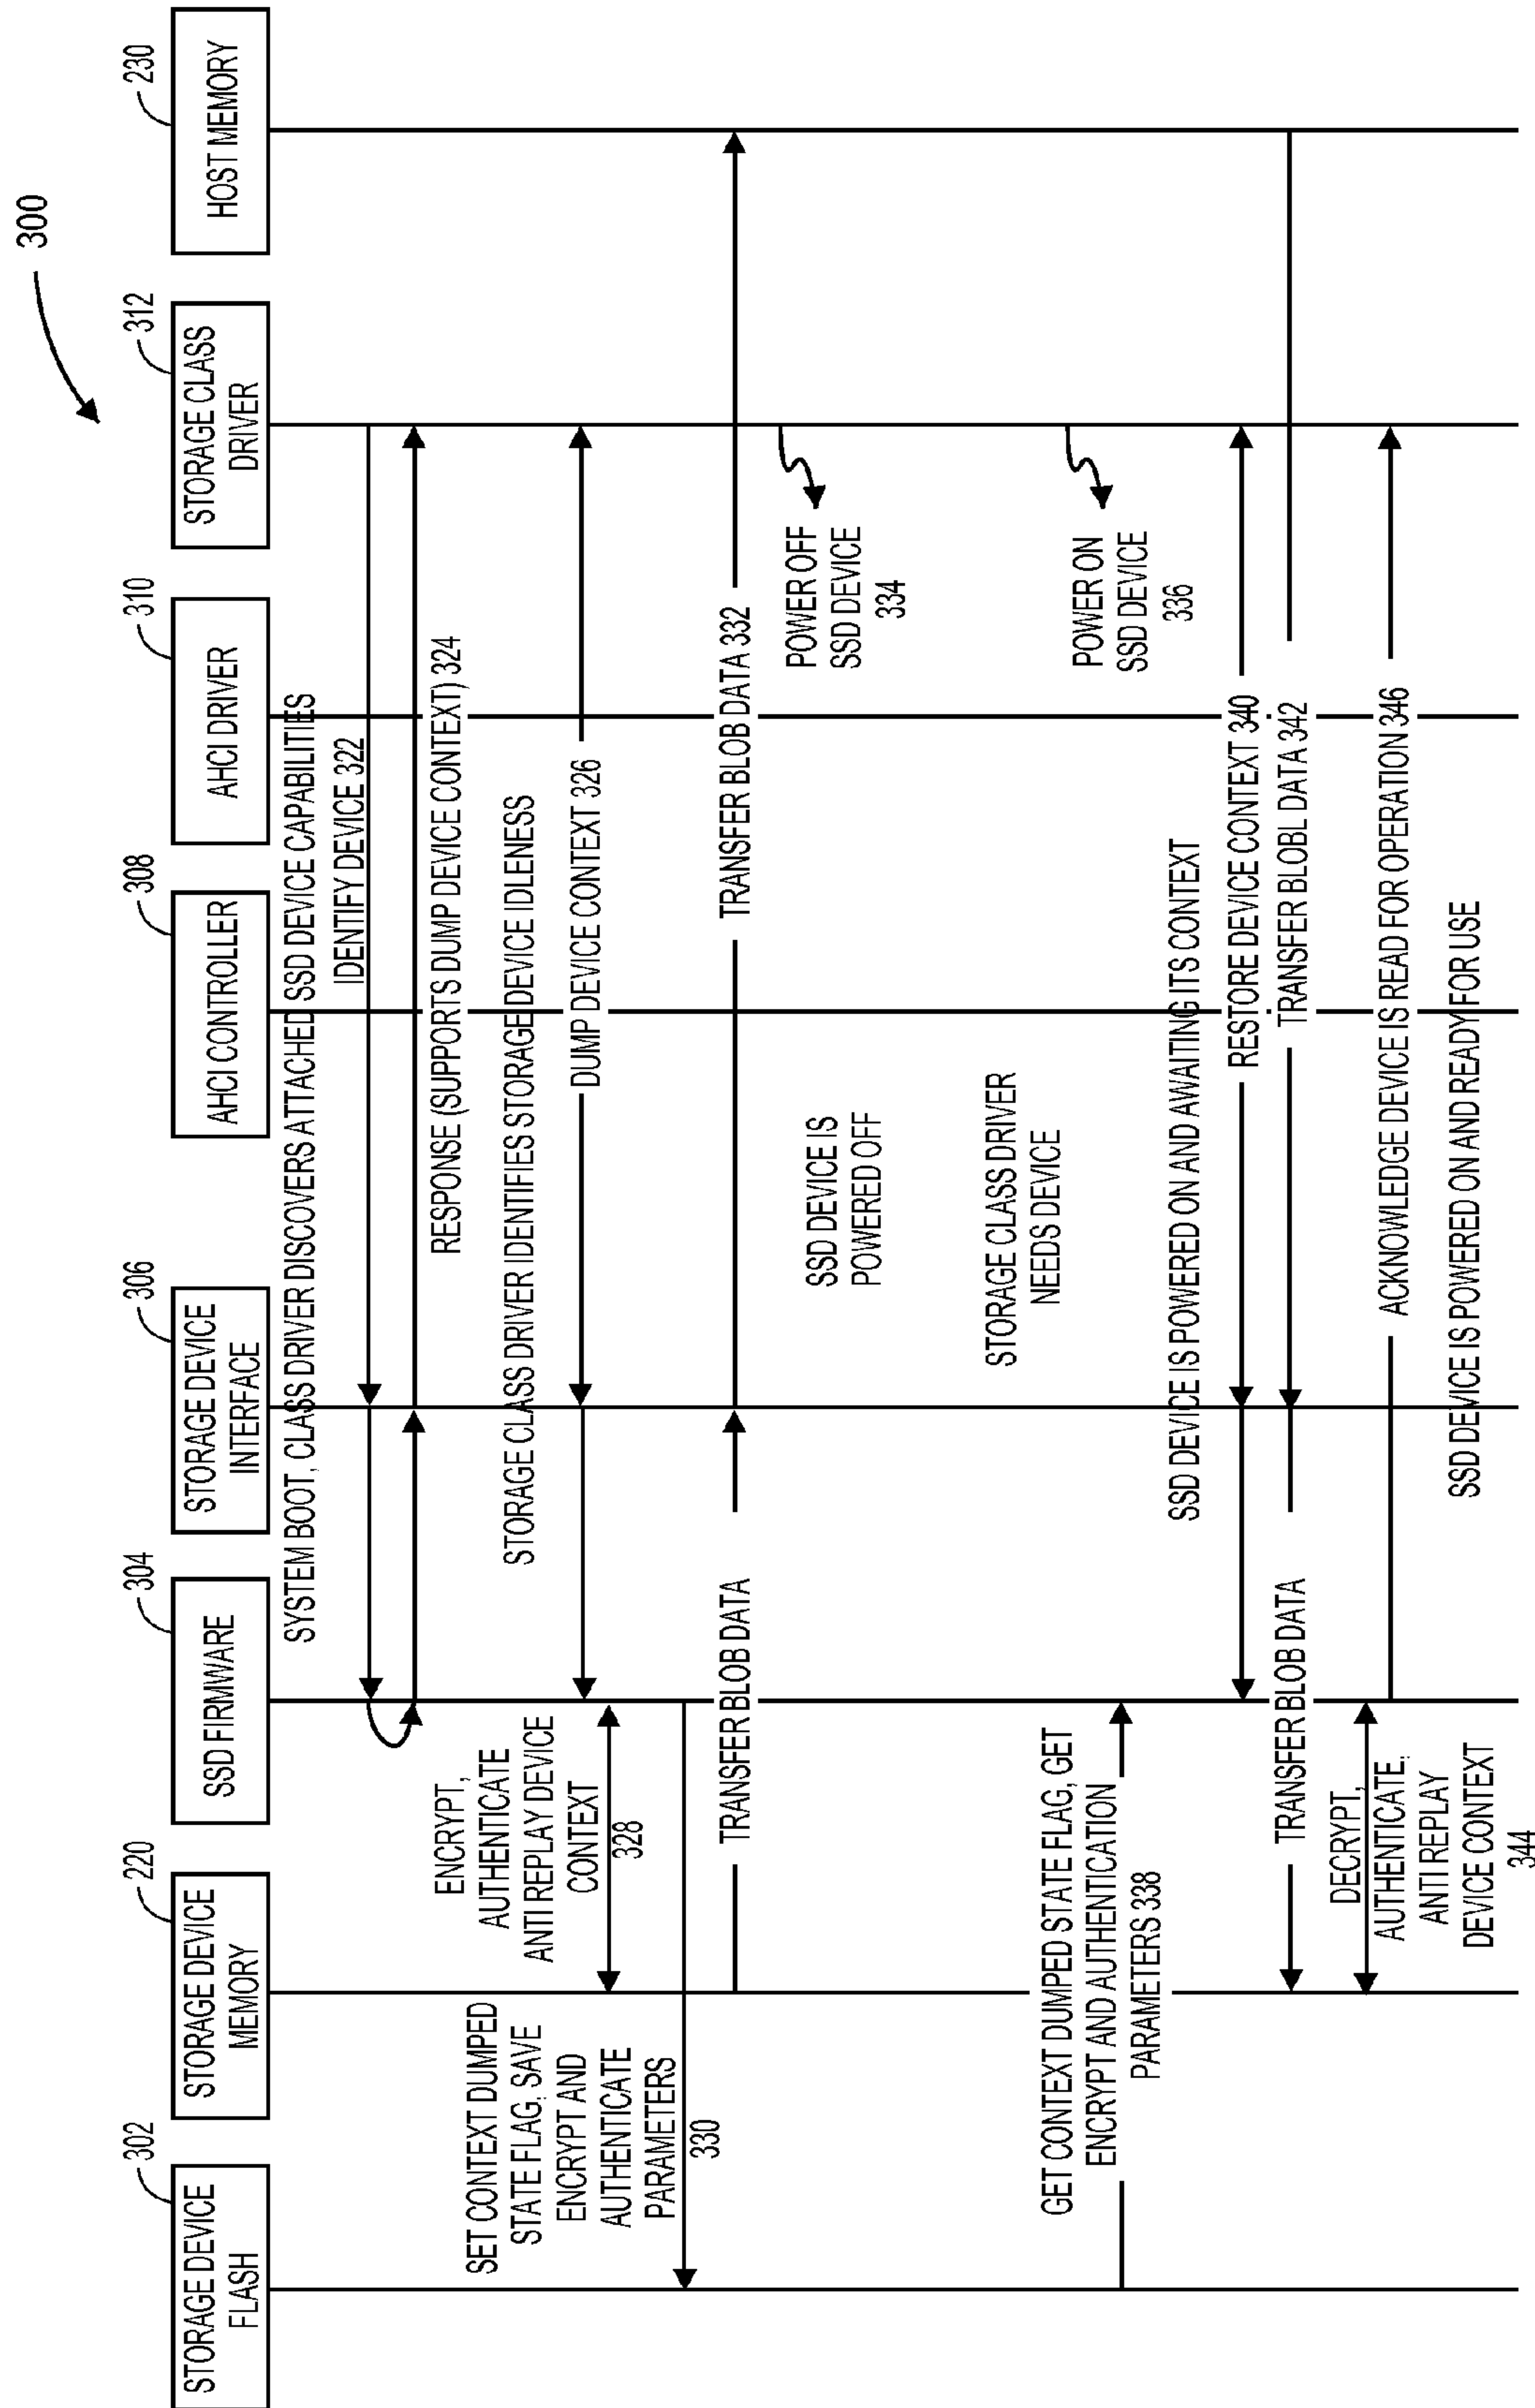 300
302
220
304
306
308
310
312
230
STORAGE DEVICE
FLASH
STORAGE DEVICE
MEMORY
SSD FIRMWARE
STORAGE DEVICE
INTERFACE
AHCI CONTROLLER
AHCI DRIVER
STORAGE CLASS
DRIVER
HOST MEMORY
SYSTEM BOOT, CLASS DRIVER DISCOVERS ATTACHED SSD DEVICE CAPABILITIES
IDENTIFY DEVICE 322
RESPONSE (SUPPORTS DUMP DEVICE CONTEXT) 324
STORAGE CLASS DRIVER IDENTIFIES STORAGE DEVICE IDLENESS
DUMP DEVICE CONTEXT 326
ENCRYPT,
AUTHENTICATE
ANTI REPLAY DEVICE
CONTEXT
328
SET CONTEXT DUMPED
STATE FLAG, SAVE
ENCRYPT AND
AUTHENTICATE
PARAMETERS
330
TRANSFER BLOB DATA
TRANSFER BLOB DATA 332
POWER OFF
SSD DEVICE
334
SSD DEVICE IS
POWERED OFF
STORAGE CLASS DRIVER
NEEDS DEVICE
POWER ON
SSD DEVICE
336
GET CONTEXT DUMPED STATE FLAG, GET
ENCRYPT AND AUTHENTICATION
PARAMETERS 338
SSD DEVICE IS POWERED ON AND AWAITING ITS CONTEXT
RESTORE DEVICE CONTEXT 340
TRANSFER BLOB DATA
TRANSFER BLOBL DATA 342
DECRYPT,
AUTHENTICATE,
ANTI REPLAY
DEVICE CONTEXT
344
ACKNOWLEDGE DEVICE IS READ FOR OPERATION 346
SSD DEVICE IS POWERED ON AND READY FOR USE